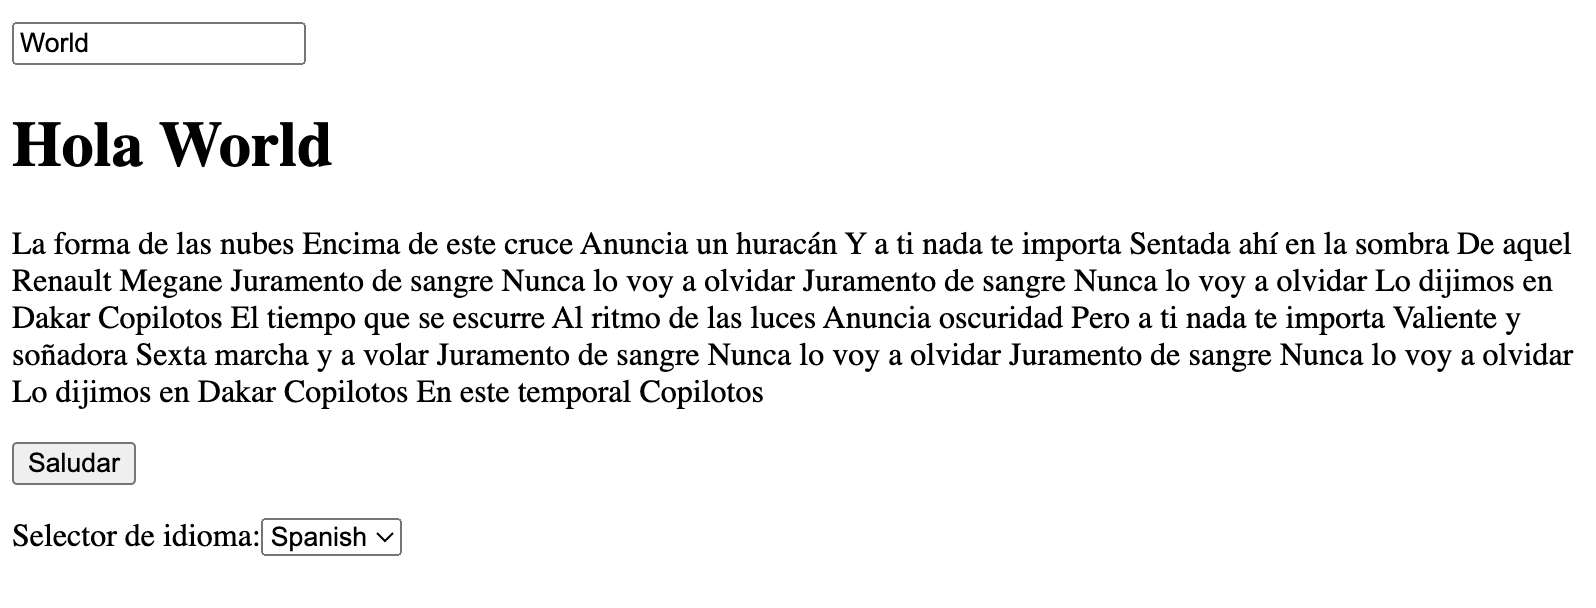 World
Hola World
La forma de las nubes Encima de este cruce Anuncia un huracán Y a ti nada te importa Sentada ahí en la sombra De aquel
Renault Megane Juramento de sangre Nunca lo voy a olvidar Juramento de sangre Nunca lo voy a olvidar Lo dijimos en
Dakar Copilotos El tiempo que se escurre Al ritmo de las luces Anuncia oscuridad Pero a ti nada te importa Valiente y
soñadora Sexta marcha y a volar Juramento de sangre Nunca lo voy a olvidar Juramento de sangre Nunca lo voy a olvidar
Lo dijimos en Dakar Copilotos En este temporal Copilotos
Saludar
Selector de idioma: Spanish